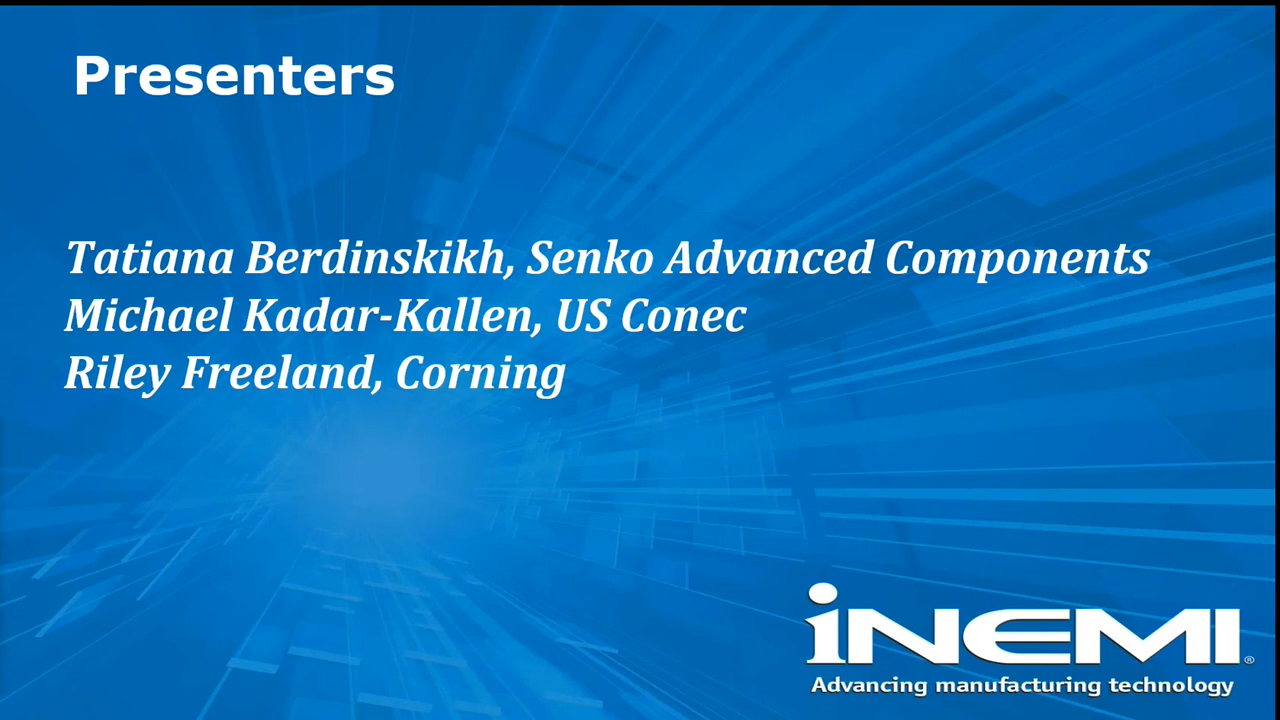 Presenters
Tatiana Berdinskikh, Senko Advanced Components
Michael Kadar-Kallen, US Conec
Riley Freeland, Corning
iNEMI®
Advancing manufacturing technology